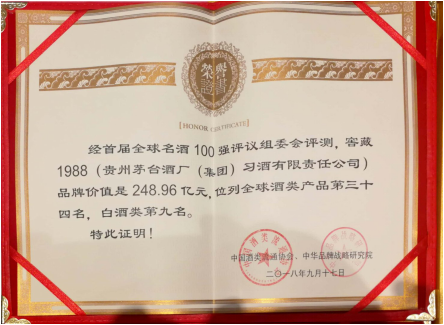 荣誉证书
[HONOR CERTIFICATE]
经首届全球名酒100强评议组委会评测，窖藏
1988（贵州茅台酒厂（集团）习酒有限责任公司）
品牌价值是248.96亿元，位列全球酒类产品第三十
四名，白酒类第九名。
特此证明！
中国酒类流通协会、中华品牌战略研究院
二〇一八年九月十七日